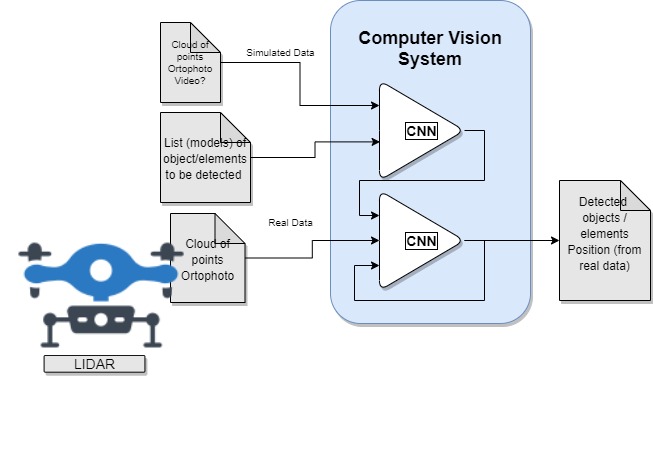 Computer Vision
System
Cloud of
points
Ortophoto
Video?
Simulated Data
CNN
List (models) of
object/elements
to be detected
Real Data
Cloud of
points
Ortophoto
CNN
Detected
objects /
elements
Position (from
real data)
LIDAR